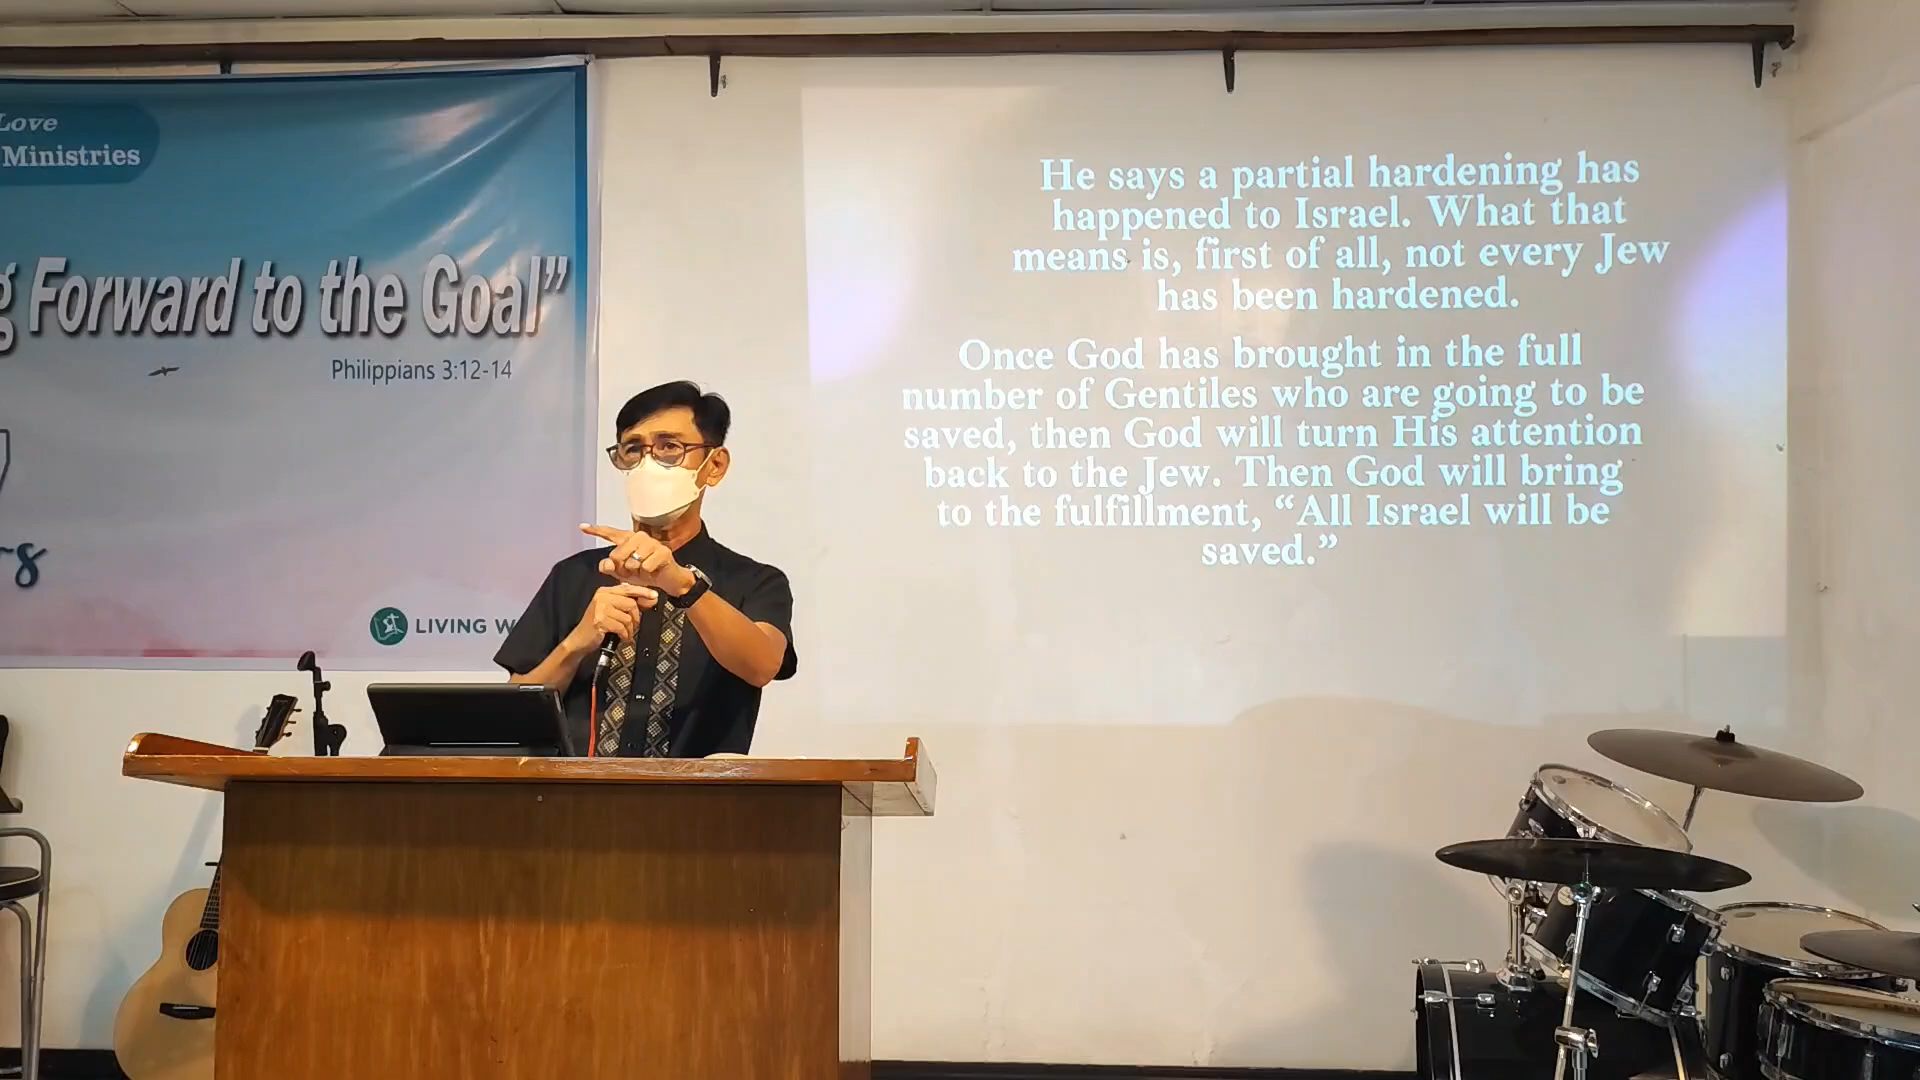 Love
Ministries
g Forward to the Goal”
Philippians 3:12-14
rs
LIVING W
He says a partial hardening has
happened to Israel. What that
means is, first of all, not every Jew
has been hardened.
Once God has brought in the full
number of Gentiles who are going to be
saved, then God will turn His attention
back to the Jew. Then God will bring
to the fulfillment, “All Israel will be
saved.”